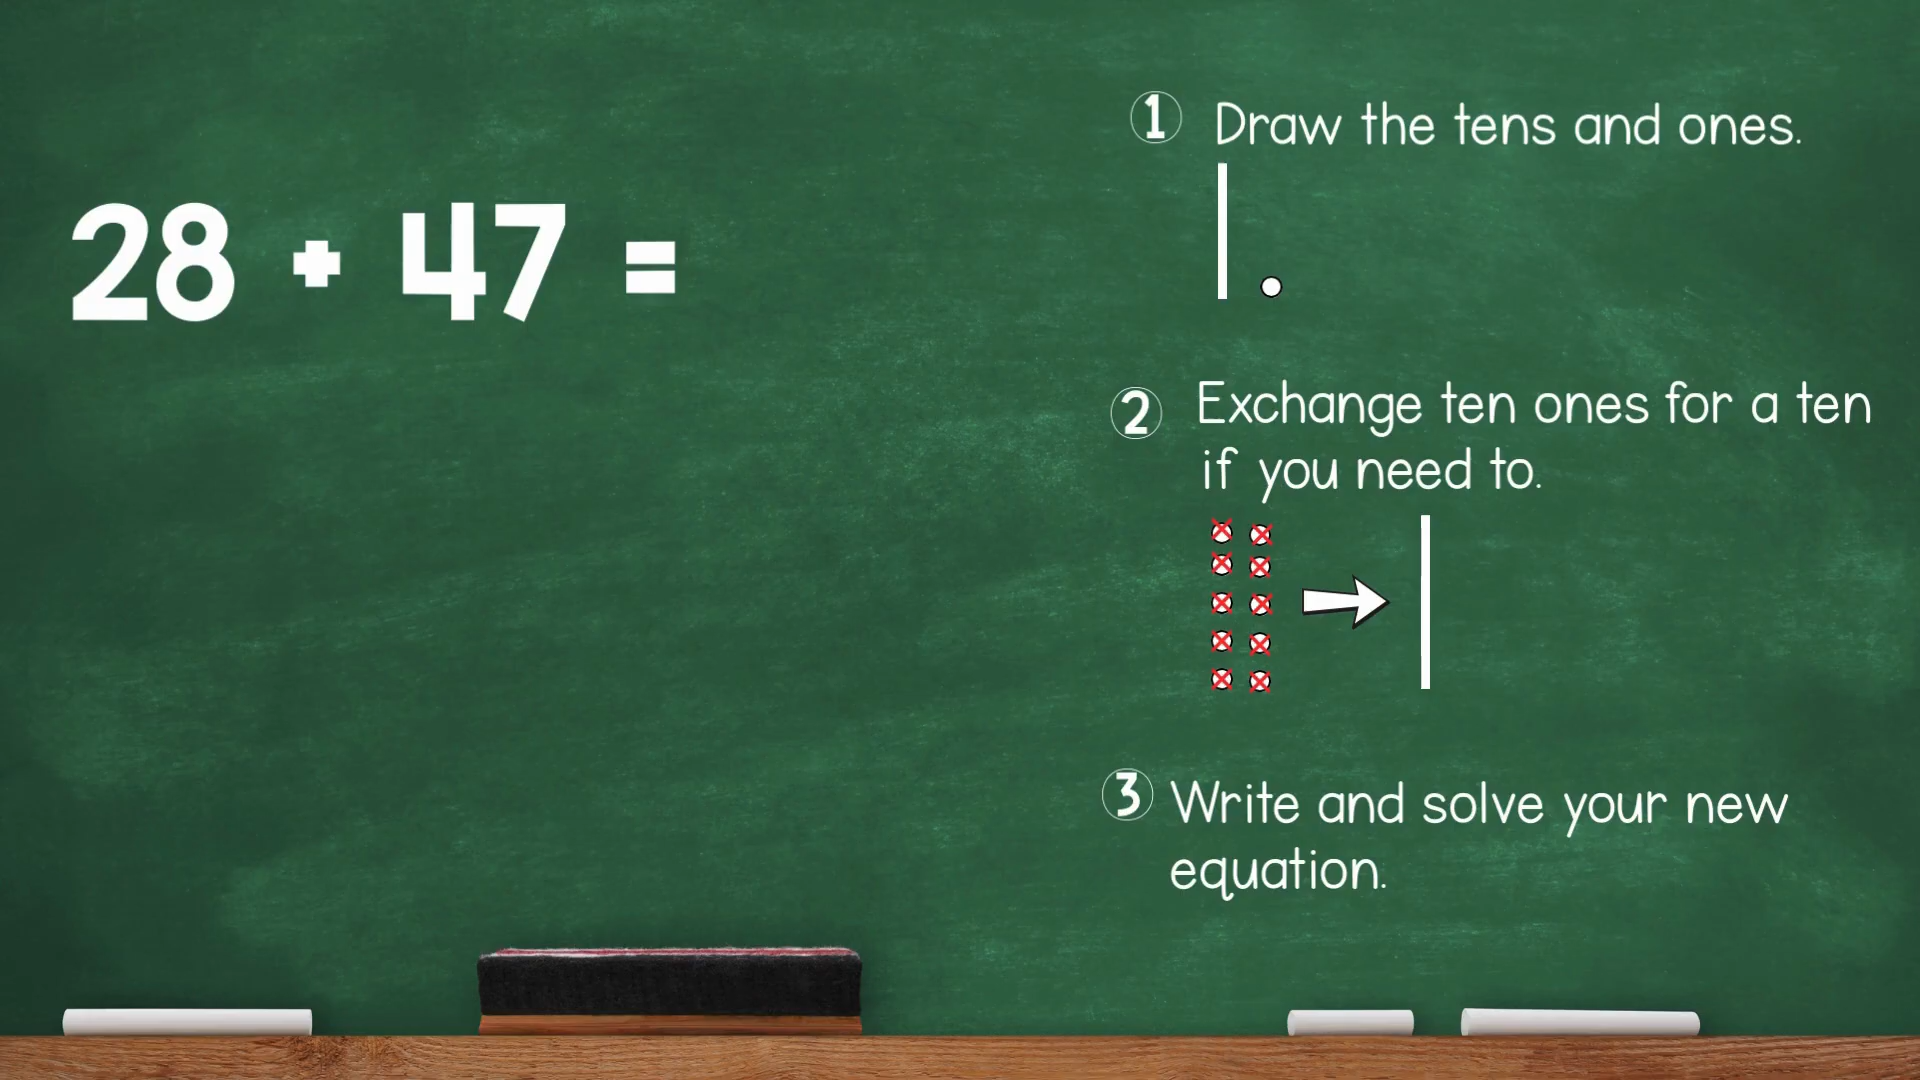 28 + 47 =
1 Draw the tens and ones.
2 Exchange ten ones for a ten
if you need to.
3 Write and solve your new
equation.